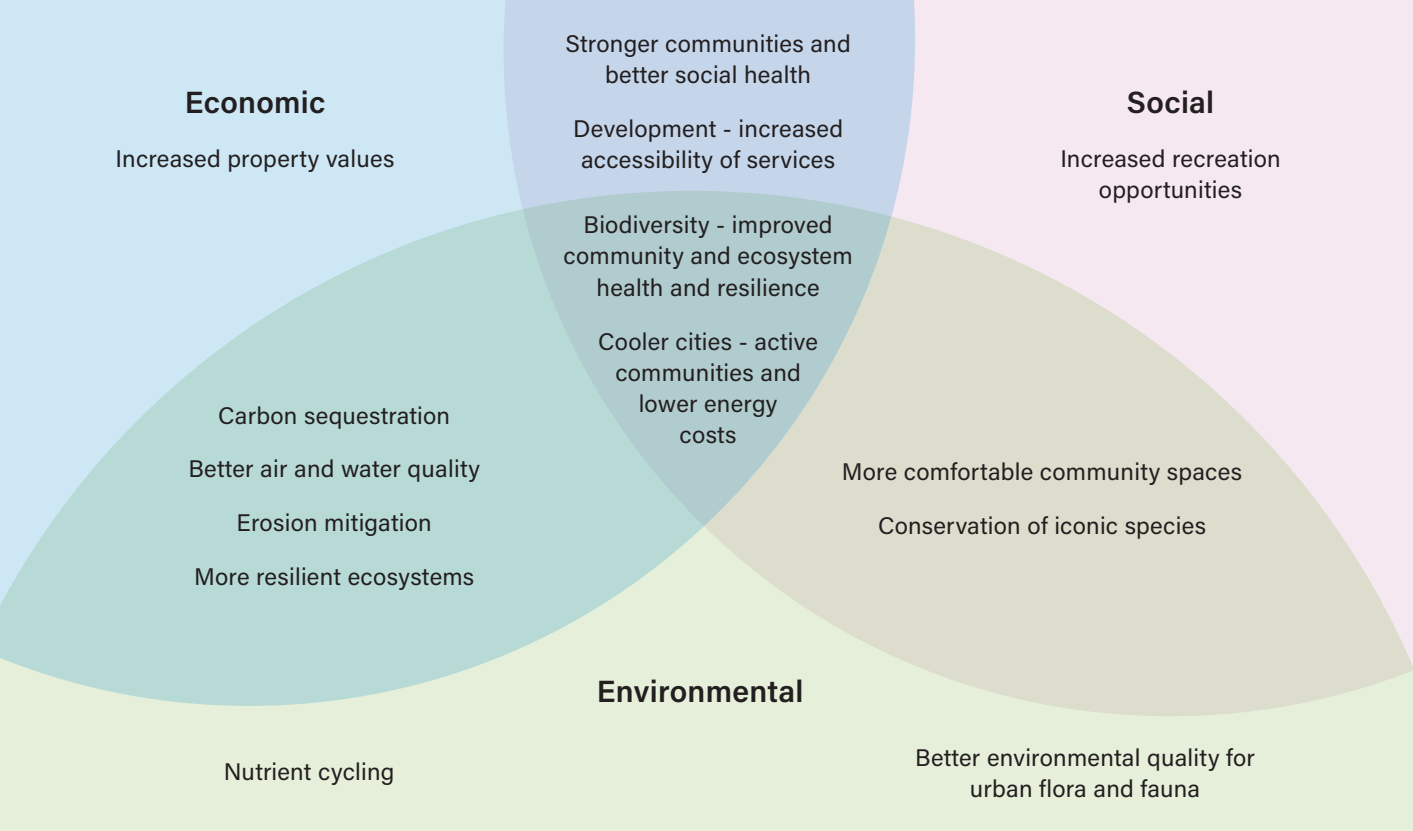 Economic
Increased property values
Stronger communities and
better social health
Development - increased
accessibility of services
Social
Increased recreation
opportunities
Biodiversity - improved
community and ecosystem
health and resilience
Cooler cities - active
communities and
lower energy
costs
Carbon sequestration
Better air and water quality
Erosion mitigation
More resilient ecosystems
More comfortable community spaces
Conservation of iconic species
Environmental
Nutrient cycling
Better environmental quality for
urban flora and fauna